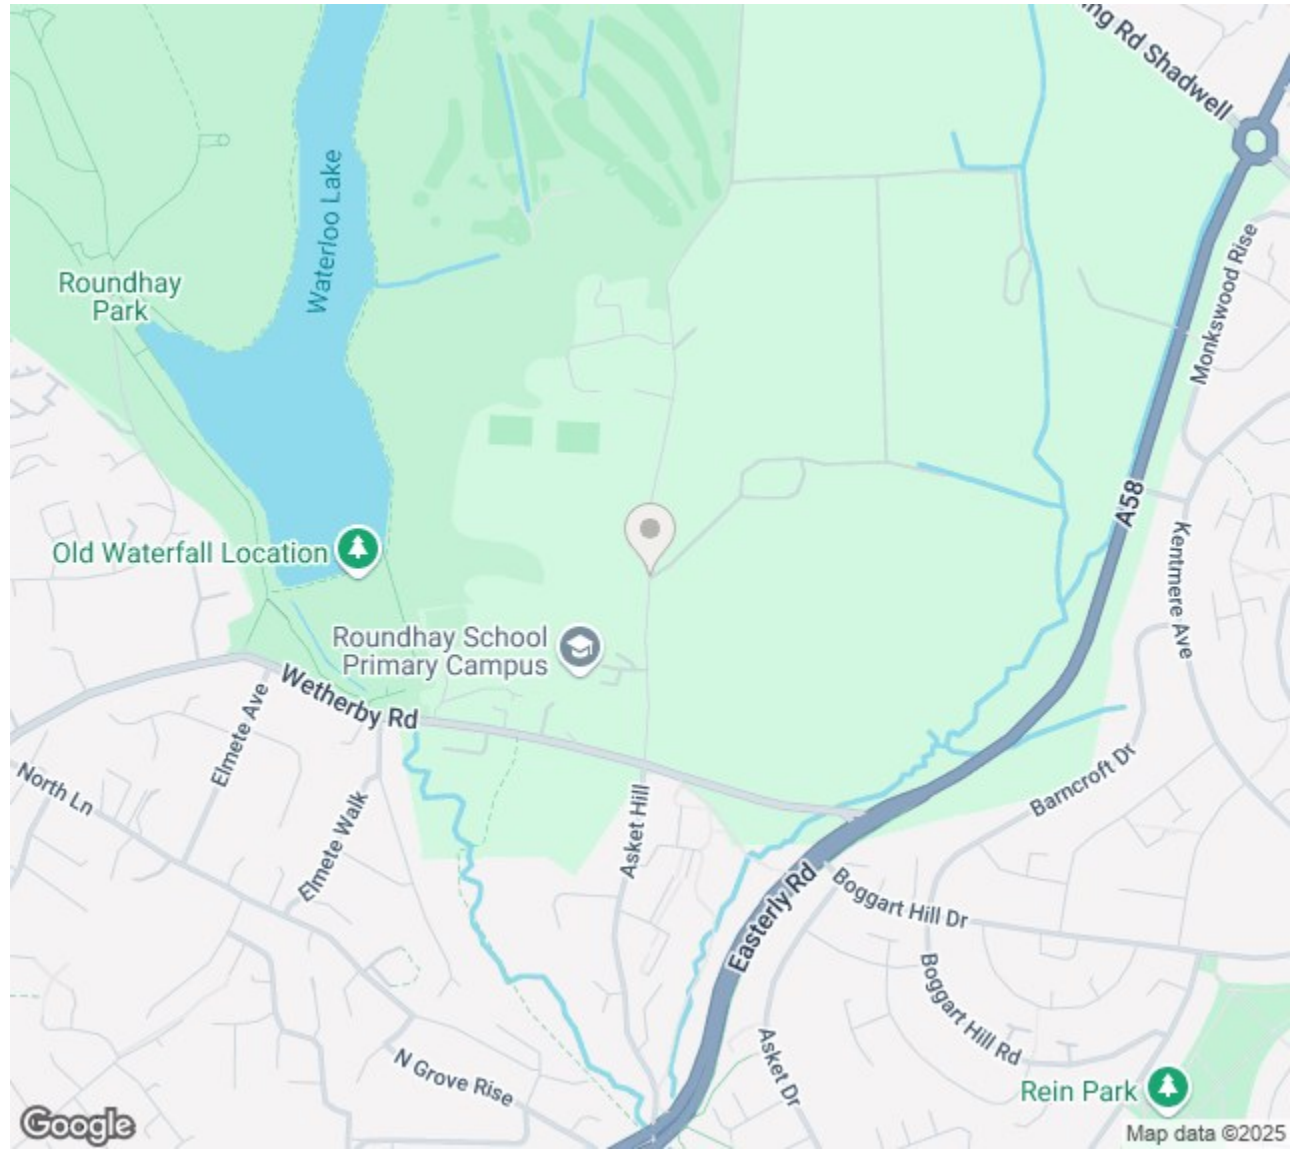 ng Rd Shadwell
Waterloo Lake
Roundhay
Park
Monkswood Rise
A58
Old Waterfall Location
Kentmere Ave
Roundhay School
Primary Campus
Wetherby Rd
Elmete Ave
North Ln
Elmete Walk
Asket Hill
Barncroft Dr
Easterly Rd
Boggart Hill Dr
Boggart Hill Rd
Asket Dr
N Grove Rise
Rein Park
Google
Map data ©2025